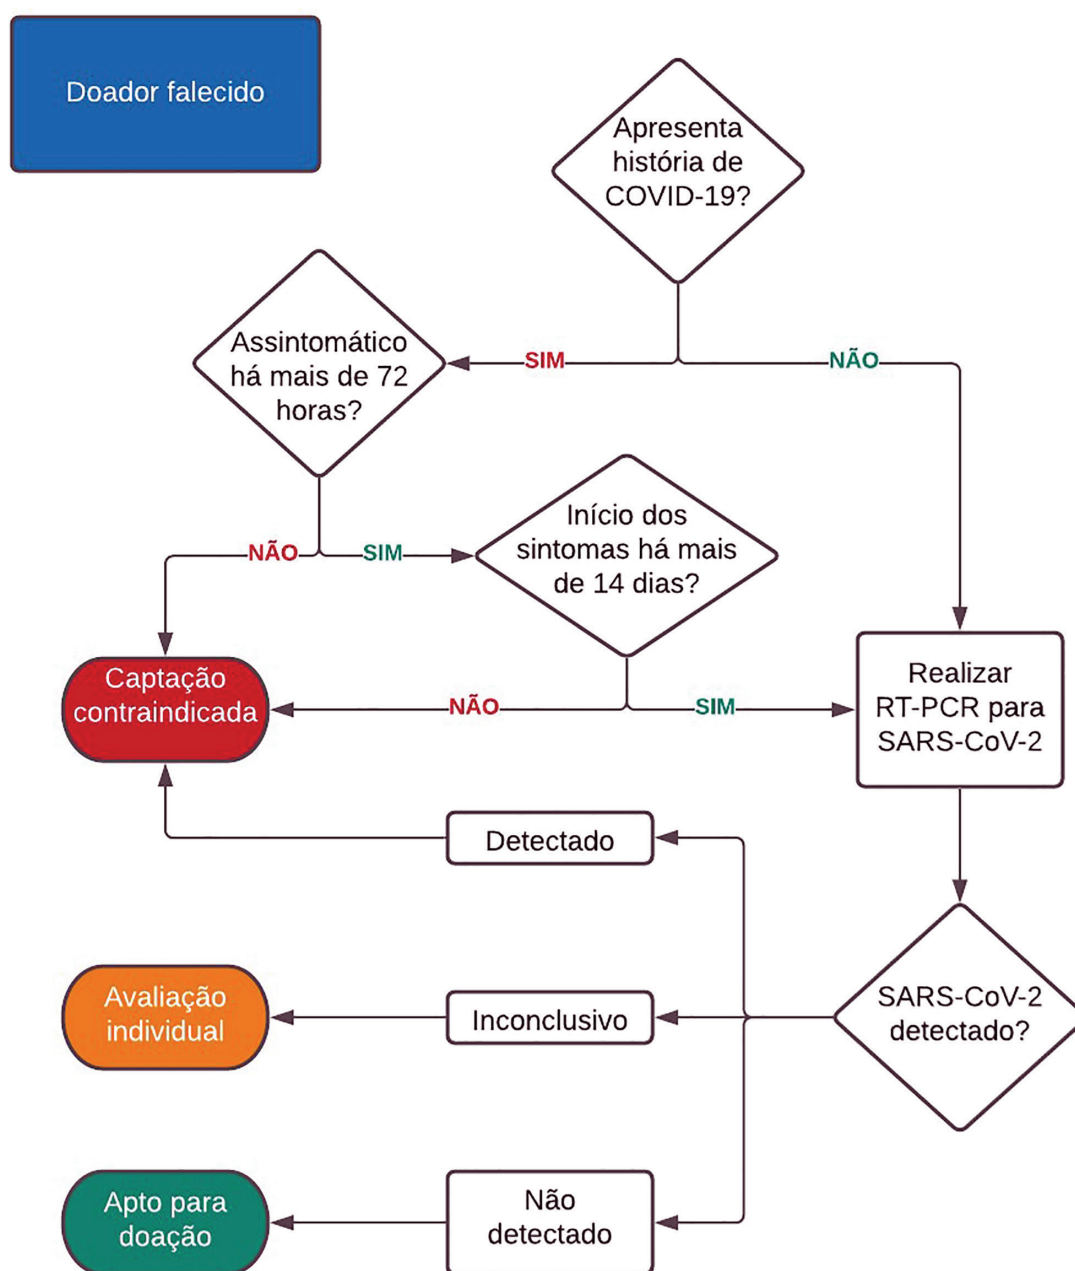 Doador falecido
Apresenta
história de
COVID-19?
Assintomático
há mais de 72
horas?
SIM
NÃO
Início dos
sintomas há mais
de 14 dias?
NÃO
SIM
Captação
contraindicada
NÃO
SIM
Realizar
RT-PCR para
SARS-CoV-2
Detectado
Avaliação
individual
Inconclusivo
SARS-CoV-2
detectado?
Apto para
doação
Não
detectado